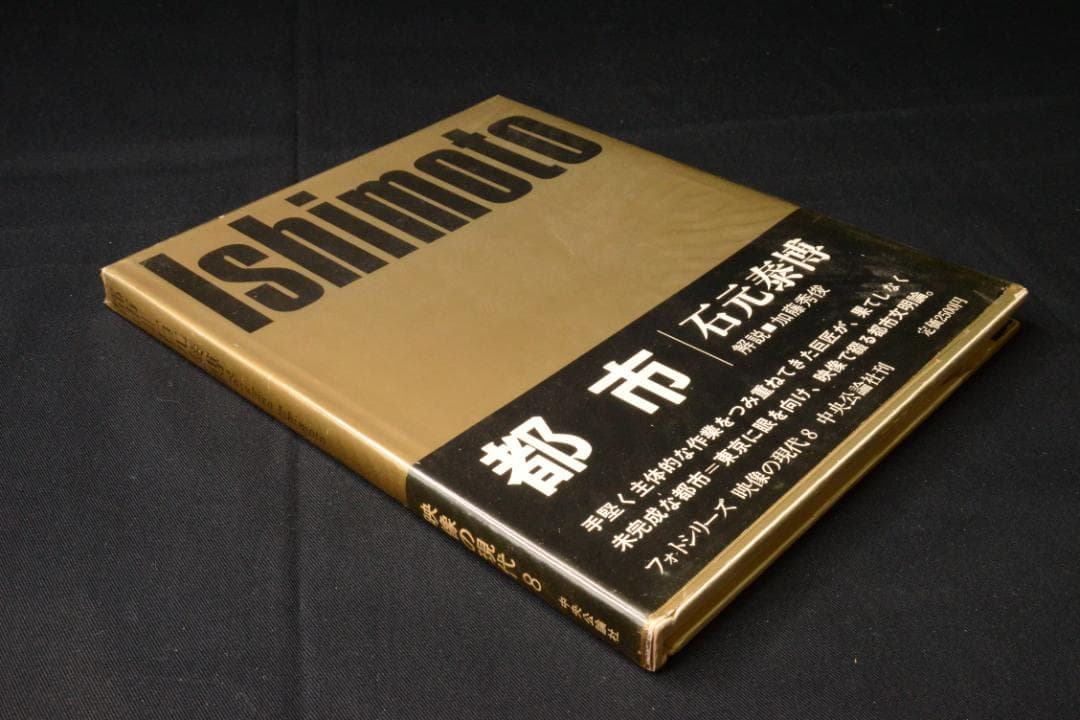 Ishimoto
都市
石元泰博
解説■加藤秀俊
手堅く主体的な作業をつみ重ねてきた巨匠が、果てしなく
未完成な都市=東京に眼を向け、映像で綴る都市文明論。
フォトシリーズ 映像の現代8 中央公論社刊
定価2500円
映像の現代8
中央公論社